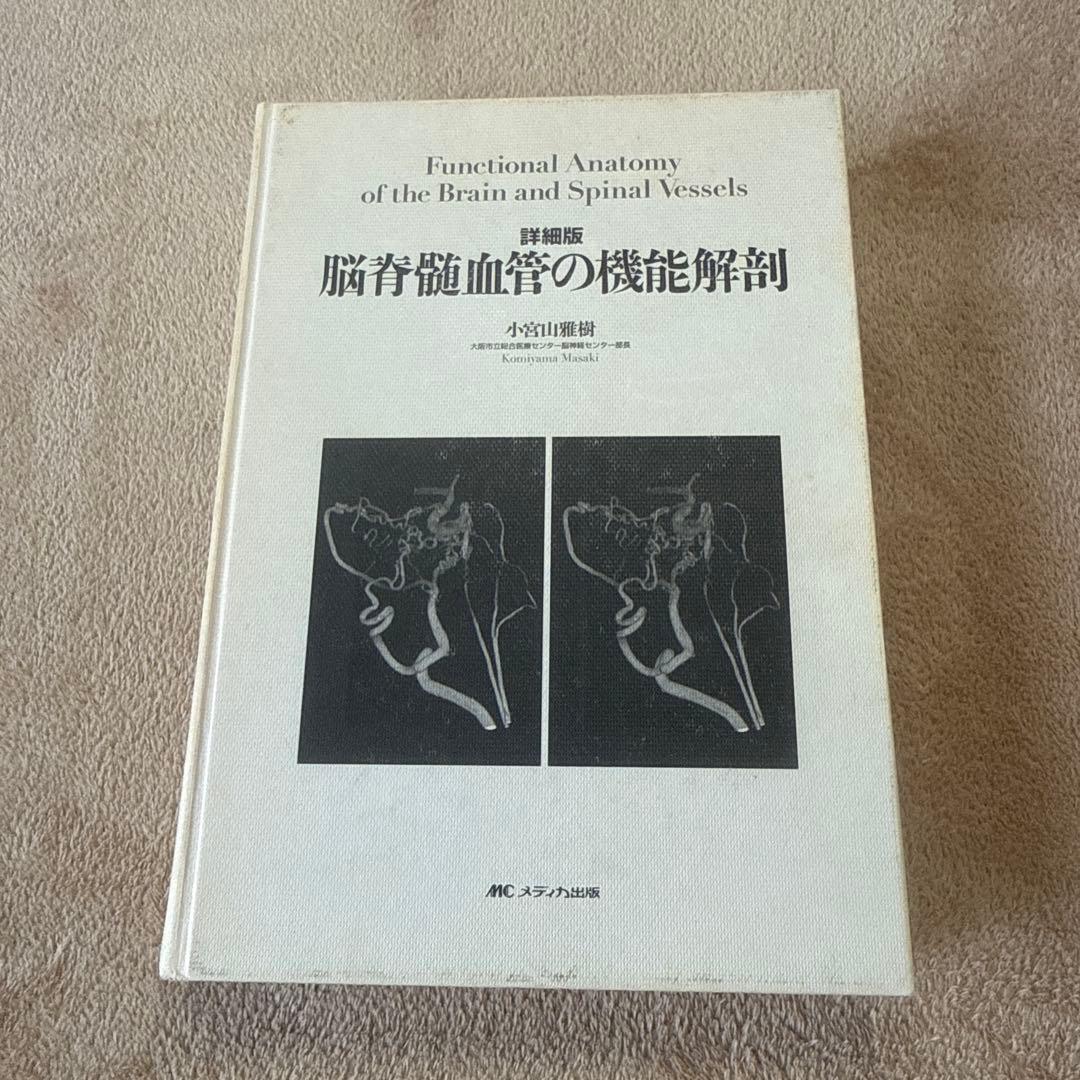 Functional Anatomy
of the Brain and Spinal Vessels
詳細版
脳脊髄血管の機能解剖
小宮山雅樹
大阪市立総合医療センター脳神経センター部長
Komiyama Masaki
MC メディカ出版